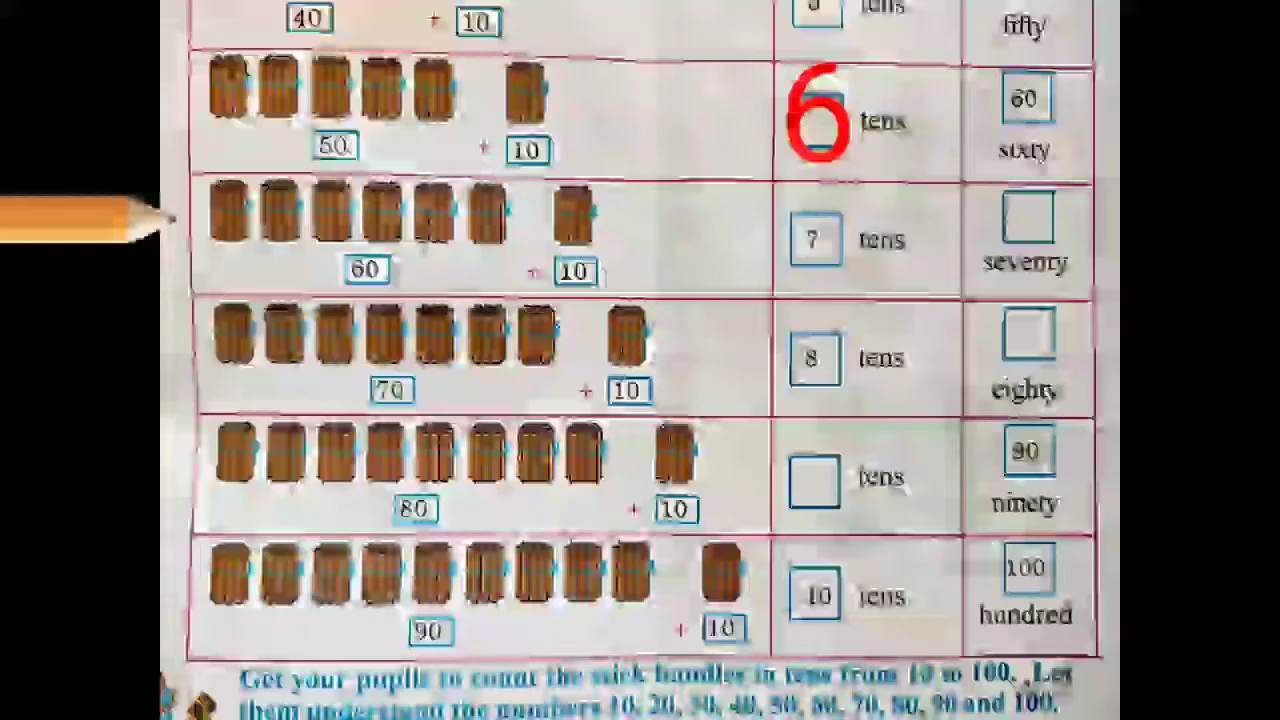 40 + 10 5 tens fifty
50 + 10 6 tens 60 sixty
60 + 10 7 tens seventy
70 + 10 8 tens eighty
80 + 10 tens 90 ninety
90 + 10 10 tens 100 hundred
Get your pupils to count the stick bundles in tens from 10 to 100. Let
them understand the numbers 10, 20, 30, 40, 50, 60, 70, 80, 90 and 100.